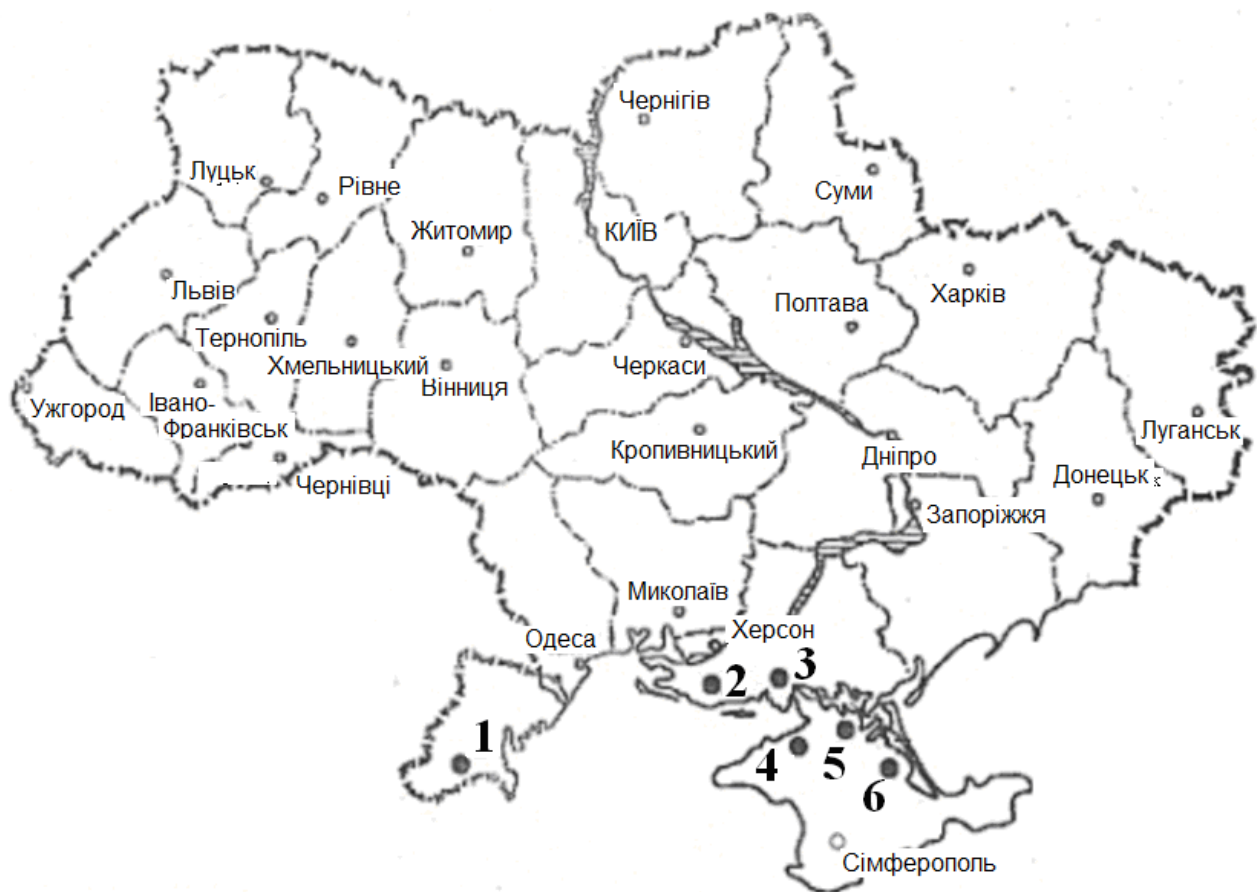 Чернігів
Луцьк
Рівне
Суми
Житомир
КИЇВ
Львів
Полтава
Харків
Тернопіль
Хмельницький
Черкаси
Вінниця
Ужгород
Івано-
Франківськ
Кропивницький
Луганськ
Дніпро
Чернівці
Донецьк
Запоріжжя
Миколаїв
Одеса
Херсон
1
2
3
4
5
6
Сімферополь